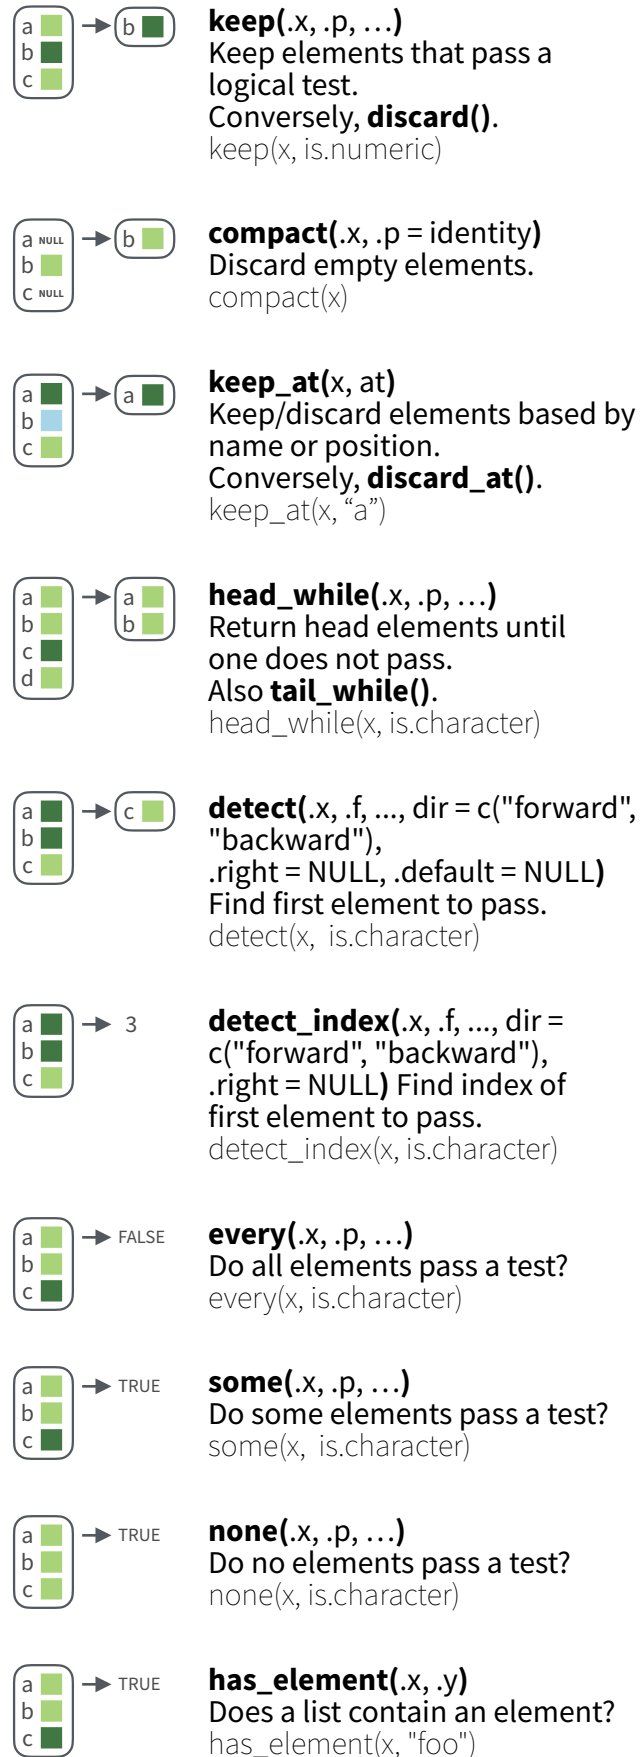 a
b
c
b
keep(.x, .p, …)
Keep elements that pass a
logical test.
Conversely, discard().
keep(x, is.numeric)
a NULL
b
c NULL
b
compact(.x, .p = identity)
Discard empty elements.
compact(x)
a
b
c
a
keep_at(x, at)
Keep/discard elements based by
name or position.
Conversely, discard_at().
keep_at(x, “a”)
a
b
c
d
a
b
head_while(.x, .p, …)
Return head elements until
one does not pass.
Also tail_while().
head_while(x, is.character)
a
b
c
c
detect(.x, .f, ..., dir = c("forward",
"backward"),
.right = NULL, .default = NULL)
Find first element to pass.
detect(x, is.character)
a
b
c
3
detect_index(.x, .f, ..., dir =
c("forward", "backward"),
.right = NULL) Find index of
first element to pass.
detect_index(x, is.character)
a
b
c
FALSE
every(.x, .p, …)
Do all elements pass a test?
every(x, is.character)
a
b
c
TRUE
some(.x, .p, …)
Do some elements pass a test?
some(x, is.character)
a
b
c
TRUE
none(.x, .p, …)
Do no elements pass a test?
none(x, is.character)
a
b
c
TRUE
has_element(.x, .y)
Does a list contain an element?
has_element(x, "foo")